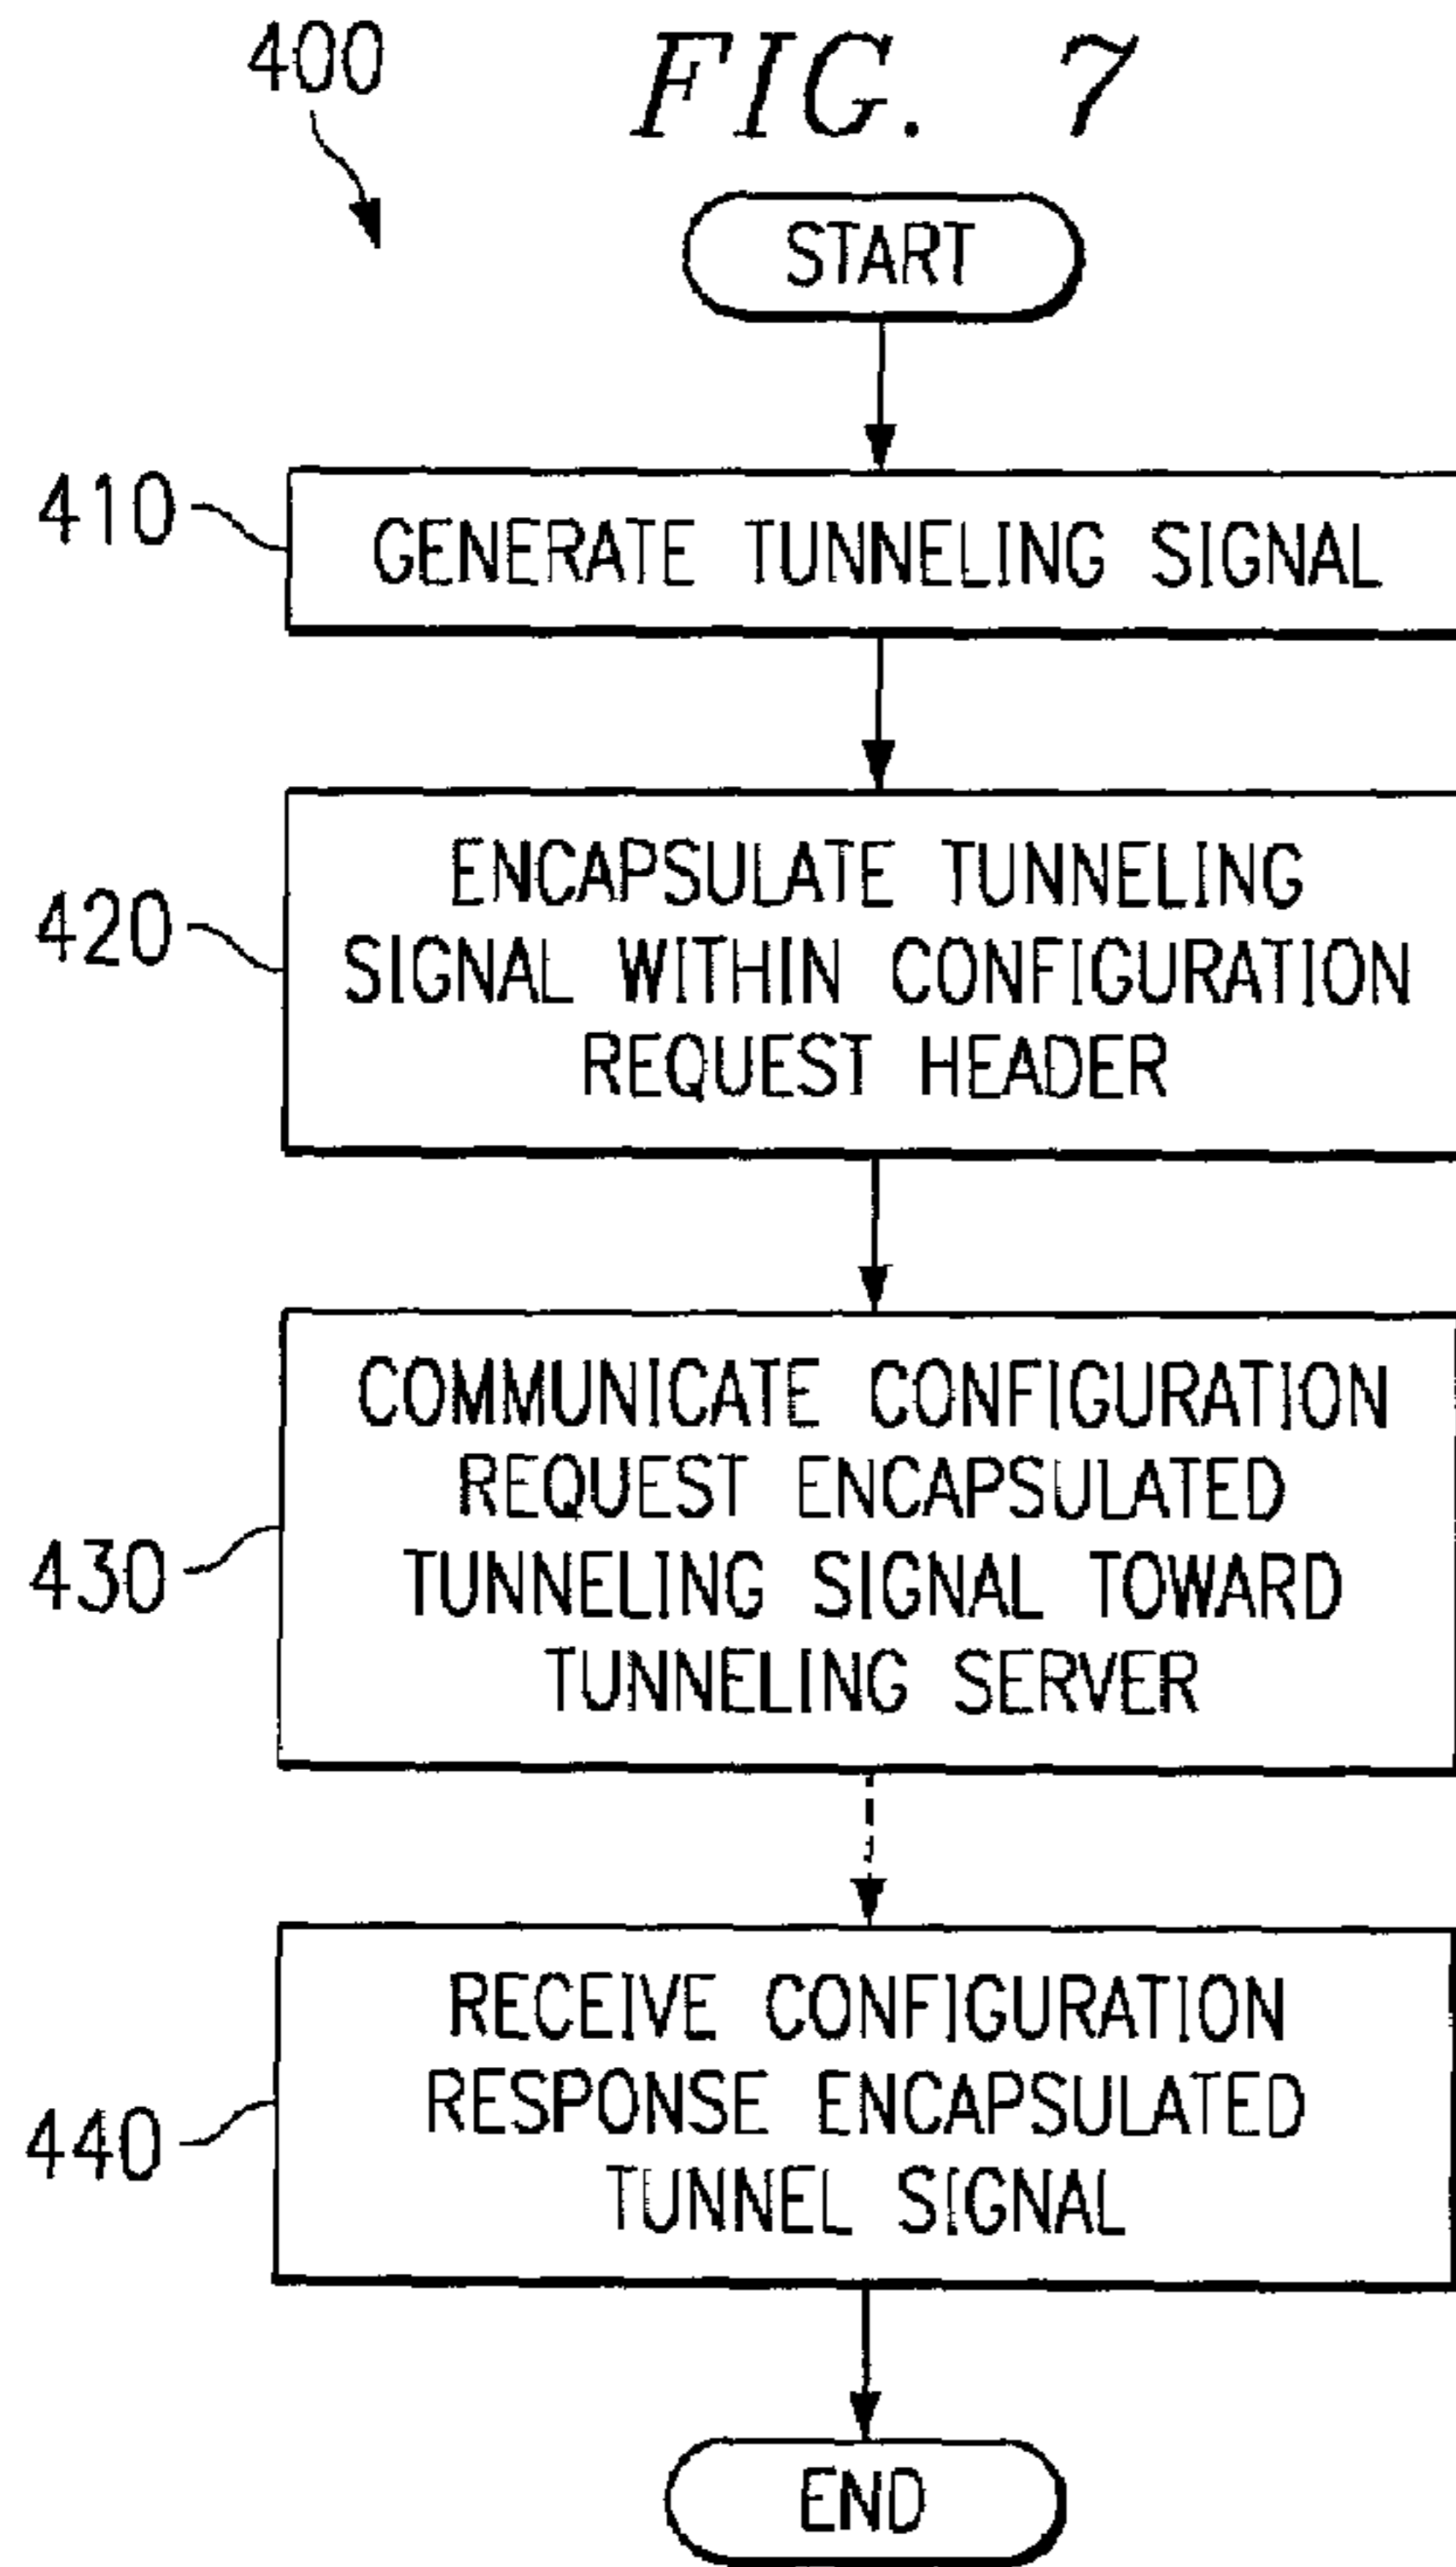 400
FIG. 7
START
410
GENERATE TUNNELING SIGNAL
420
ENCAPSULATE TUNNELING
SIGNAL WITHIN CONFIGURATION
REQUEST HEADER
430
COMMUNICATE CONFIGURATION
REQUEST ENCAPSULATED
TUNNELING SIGNAL TOWARD
TUNNELING SERVER
440
RECEIVE CONFIGURATION
RESPONSE ENCAPSULATED
TUNNEL SIGNAL
END